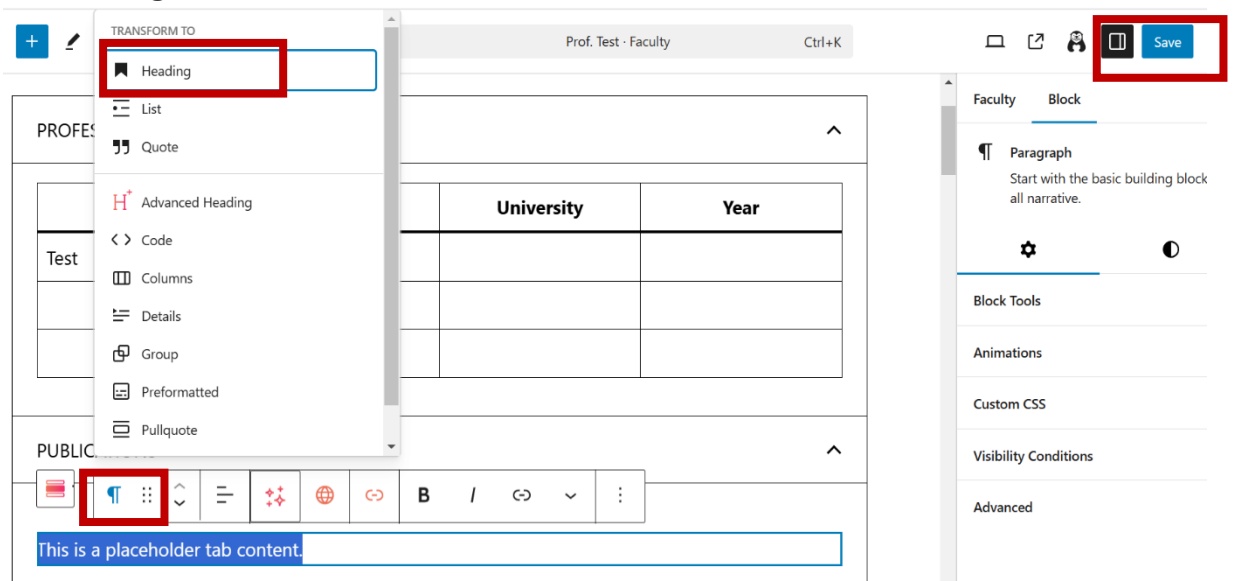 TRANSFORM TO
Prof. Test · Faculty Ctrl+K
Save
Heading
List
Quote
Advanced Heading
Code
Columns
Details
Group
Preformatted
Pullquote
University Year
Test
This is a placeholder tab content.
B I
Faculty Block
Paragraph
Start with the basic building block
all narrative.
Block Tools
Animations
Custom CSS
Visibility Conditions
Advanced